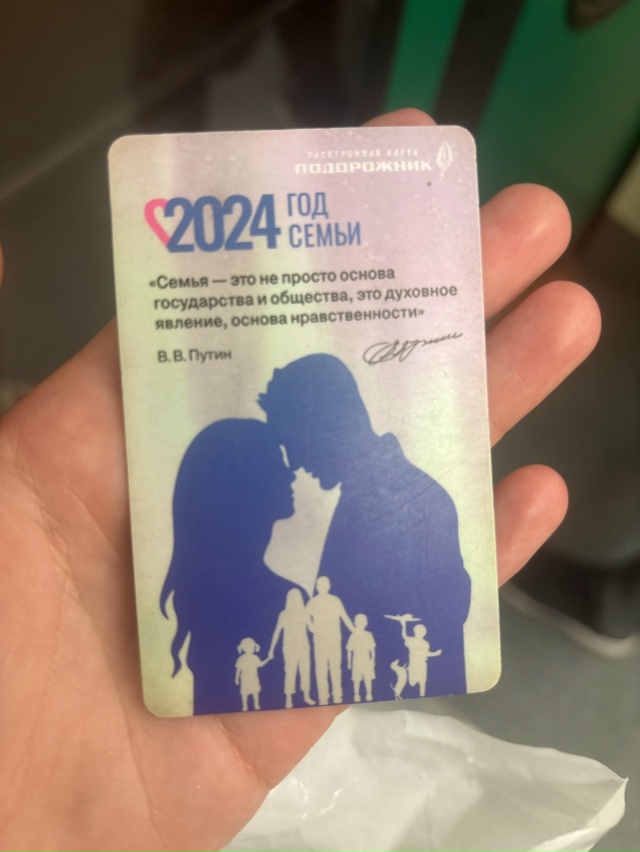 ЭЛЕКТРОННАЯ КАРТА
ПОДОРОЖНИК
2024 ГОД
СЕМЬИ
«Семья — это не просто основа
государства и общества, это духовное
явление, основа нравственности»
В. В. Путин